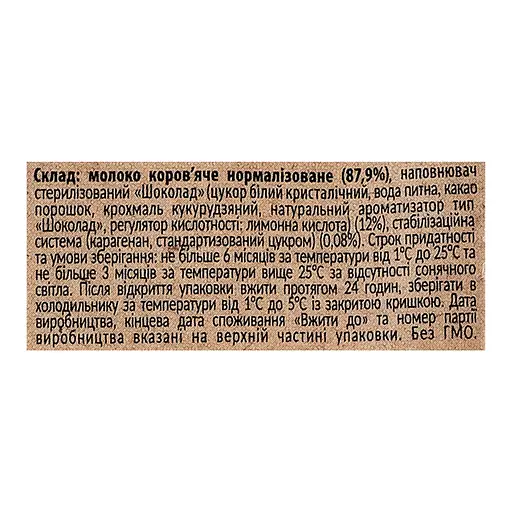 Склад: молоко коров'яче нормалізоване (87,9%), наповнювач
стерилізований «Шоколад» (цукор білий кристалічний, вода питна, какао
порошок, крохмаль кукурудзяний, натуральний ароматизатор тип
«Шоколад», регулятор кислотності: лимонна кислота) (12%), стабілізаційна
система (карагенан, стандартизований цукром) (0,08%). Строк придатності
та умови зберігання: не більше 6 місяців за температури від 1°С до 25°С та
не більше 3 місяців за температури вище 25°С за відсутності сонячного
світла. Після відкриття упаковки вжити протягом 24 годин, зберігати в
холодильнику за температури від 1°С до 5°С із закритою кришкою. Дата
виробництва, кінцева дата споживання «Вжити до» та номер партії
виробництва вказані на верхній частині упаковки. Без ГМО.